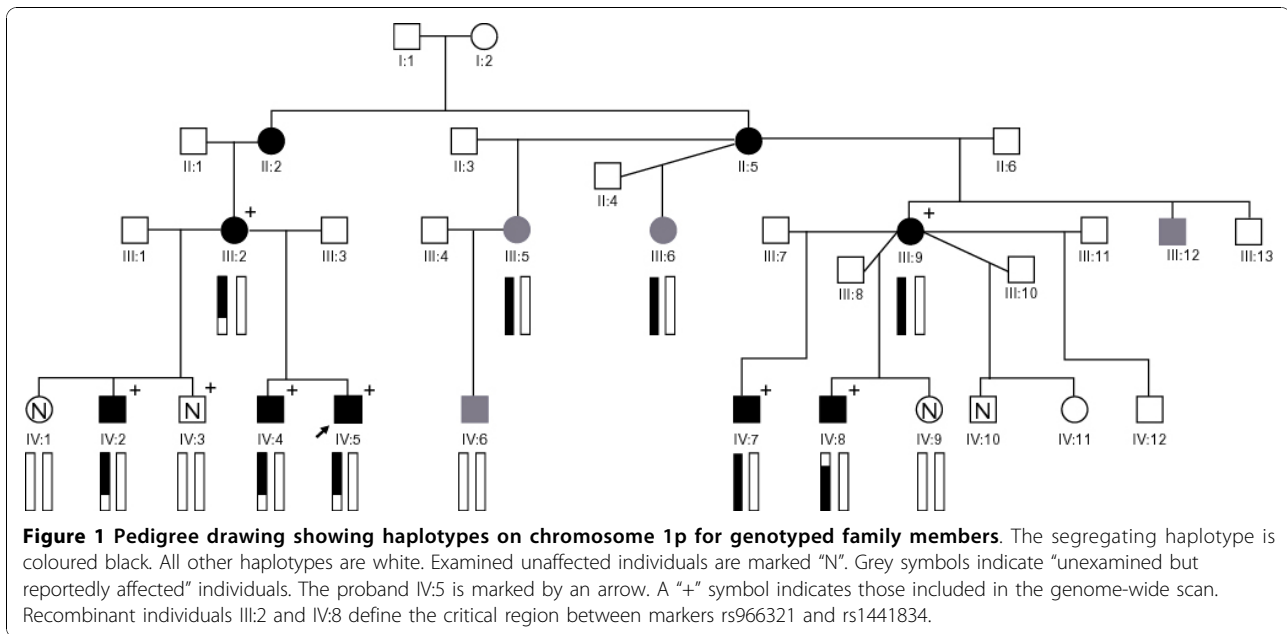 I:1 I:2
II:1 II:2 II:3 II:4 II:5 II:6
+ +
III:1 III:2 III:3 III:4 III:5 III:6 III:7 III:8 III:9 III:10 III:11 III:12 III:13
N + N + + + + + N N
IV:1 IV:2 IV:3 IV:4 IV:5 IV:6 IV:7 IV:8 IV:9 IV:10 IV:11 IV:12
Figure 1 Pedigree drawing showing haplotypes on chromosome 1p for genotyped family members. The segregating haplotype is
coloured black. All other haplotypes are white. Examined unaffected individuals are marked “N”. Grey symbols indicate “unexamined but
reportedly affected” individuals. The proband IV:5 is marked by an arrow. A “+” symbol indicates those included in the genome-wide scan.
Recombinant individuals III:2 and IV:8 define the critical region between markers rs966321 and rs1441834.